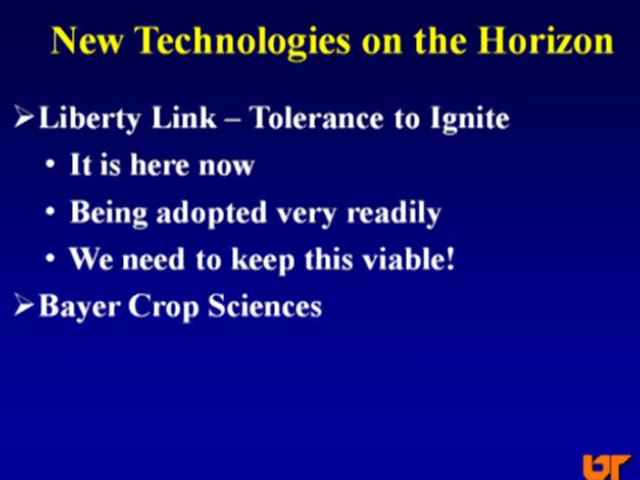 New Technologies on the Horizon
➢Liberty Link – Tolerance to Ignite
• It is here now
• Being adopted very readily
• We need to keep this viable!
➢Bayer Crop Sciences
UT